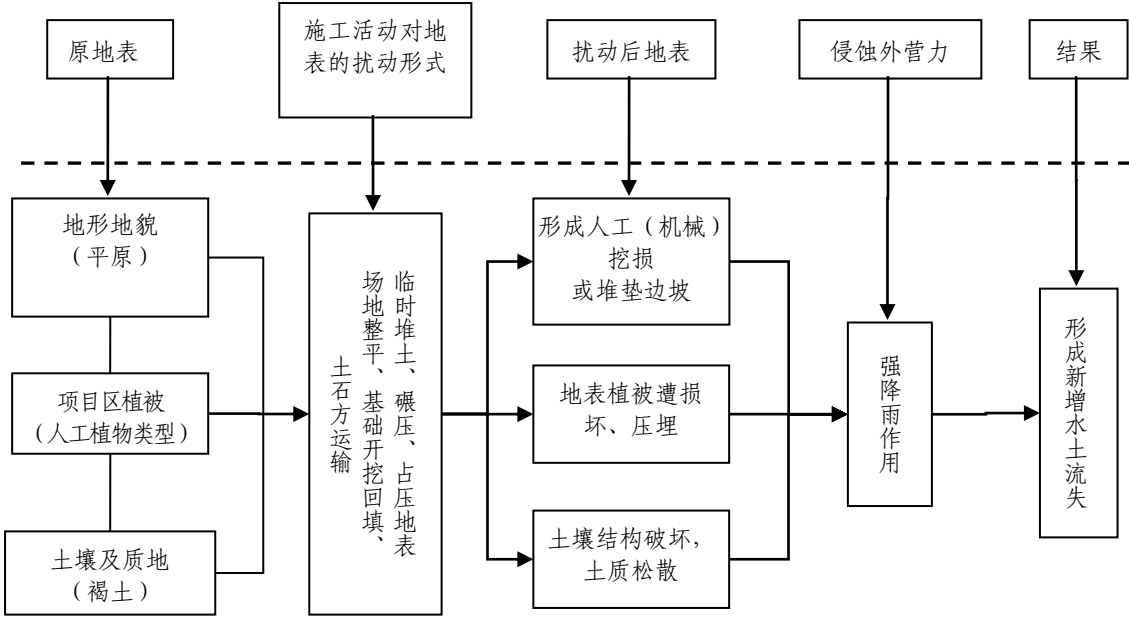 原地表
施工活动对地
表的扰动形式
扰动后地表
侵蚀外营力
结果
地形地貌
（平原）
项目区植被
（人工植物类型）
土壤及质地
（褐土）
临时堆土、碾压、占压地表
场地整平、基础开挖回填、
土石方运输
形成人工（机械）
挖损
或堆垫边坡
地表植被遭损
坏、压埋
土壤结构破坏，
土质松散
强降雨作用
形成新增水土流失